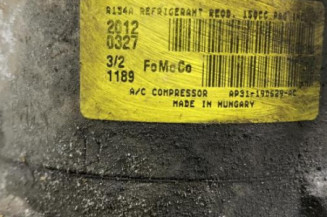 R134A REFRIGERANT REQD. 150CC PAG
2012
0327
3/2 FoMoCo
1189
A/C COMPRESSOR
MADE IN HUNGARY